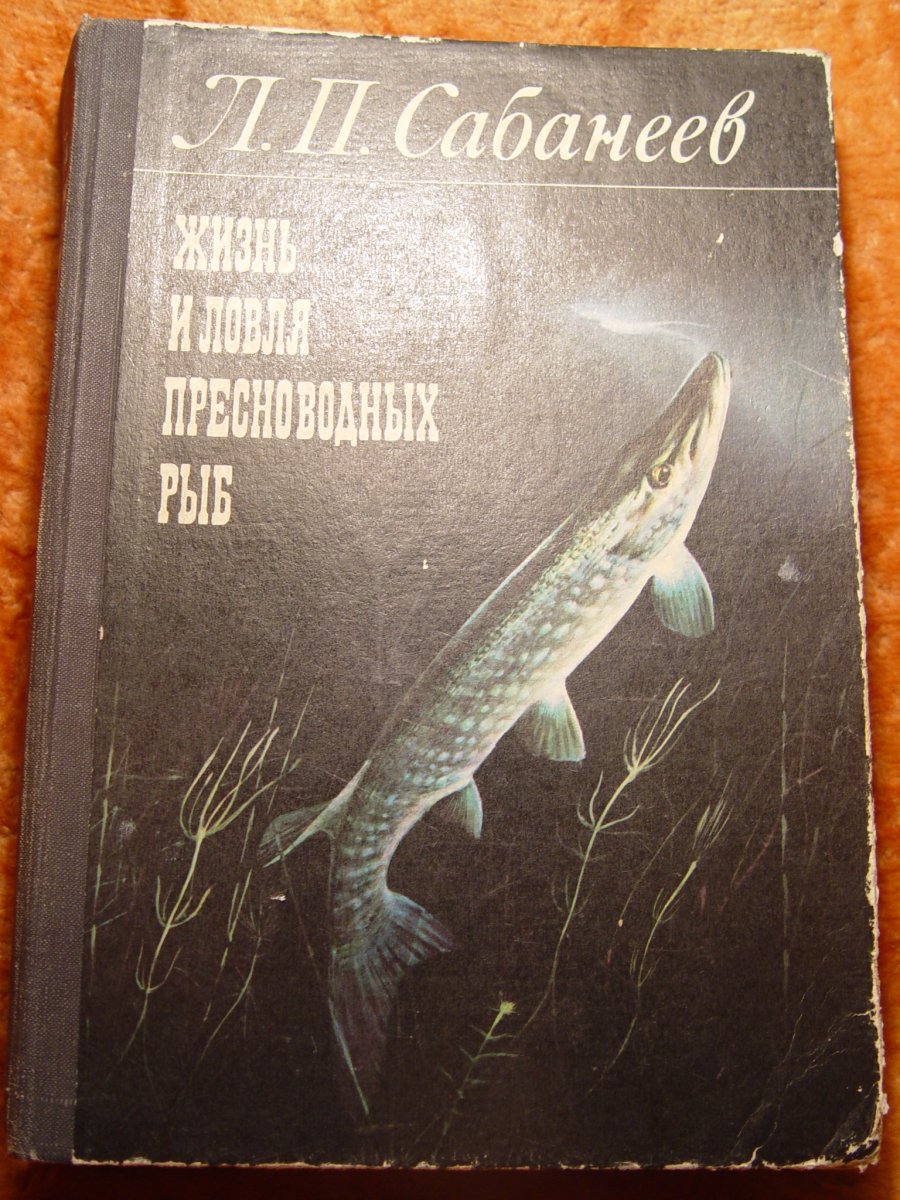 Л. П. Сабанеев
ЖИЗНЬ
И ЛОВЛЯ
ПРЕСНОВОДНЫХ
РЫБ